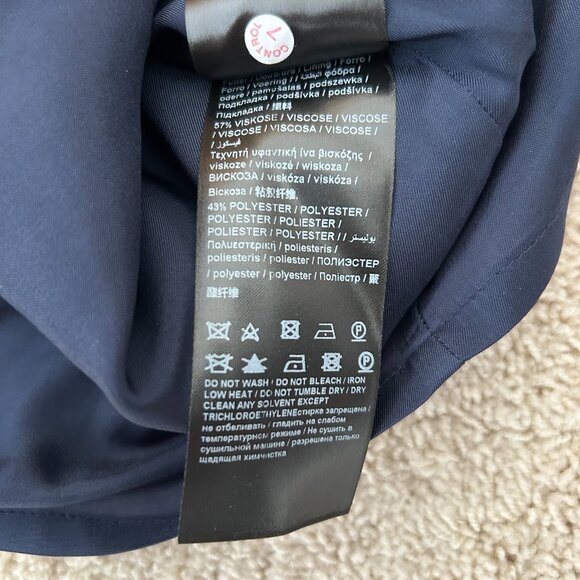 CONTROL
7
Futter / Doublure / Lining / Forro /
Forro / Voering / البطانة / φόδρα /
odere / pamušalas / podszewka /
Подкладка / podšívka / podšívka /
Підкладка / 里料
57% VISKOSE / VISCOSE / VISCOSE
/ VISCOSE / VISCOSA / VISCOSE /
فيسكوز /
Τεχνητή υφαντική ίνα βισκόζης /
viskoze / viskozė / wiskoza /
ВИСКОЗА / viskóza / viskóza /
Віскоза / 粘胶纤维,
43% POLYESTER / POLYESTER /
POLYESTER / POLIESTER /
POLIESTER / POLYESTER / بوليستر /
Πολυεστερική / poliesteris /
poliesteris / poliester / ПОЛИЭСТЕР
/ polyester / polyester / Поліестр / 聚
酯纤维
P
P
DO NOT WASH / DO NOT BLEACH / IRON
LOW HEAT / DO NOT TUMBLE DRY / DRY
CLEAN ANY SOLVENT EXCEPT
TRICHLOROETHYLENEстирка запрещена/
не отбеливать / гладить на слабом
температурном режиме / Не сушить в
сушильной машине / разрешена только
щадящая химчистка